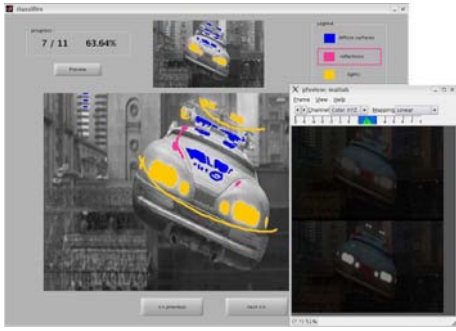 classifire
progress:
7 / 11 63.64%
Preview
Legend
diffuse surfaces
reflections
lights
pfsview: matlab
Frame View Help
Channel Color XYZ Mapping Linear
<< previous
next >>